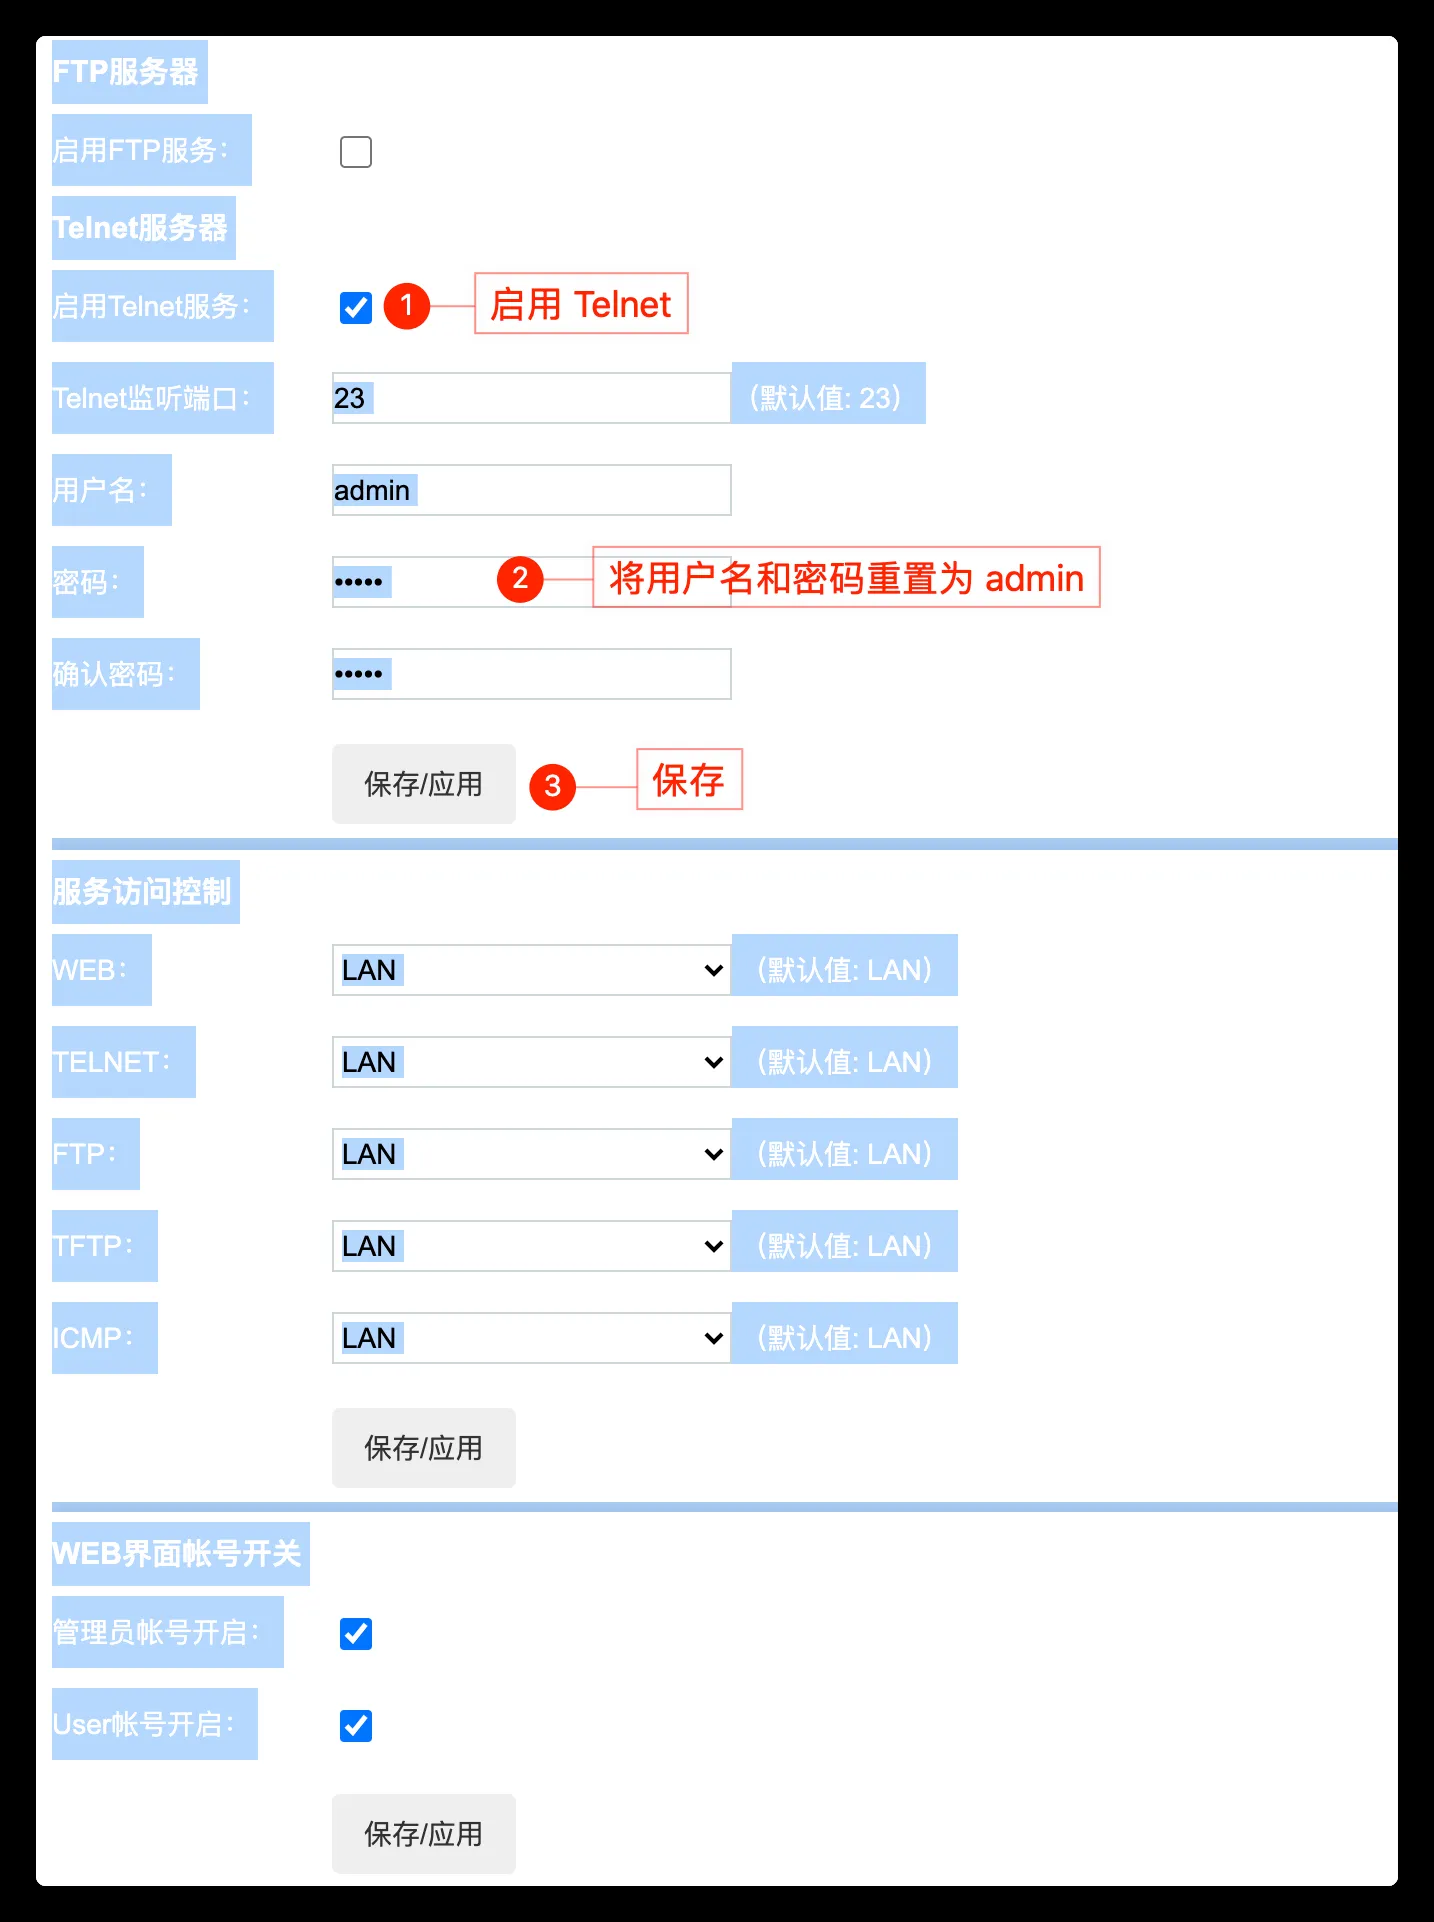 FTP服务器
启用FTP服务：
Telnet服务器
启用Telnet服务： 1 启用 Telnet
Telnet监听端口： 23 （默认值: 23）
用户名： admin
密码： ••••• 2 将用户名和密码重置为 admin
确认密码： •••••
保存/应用 3 保存
服务访问控制
WEB： LAN （默认值: LAN）
TELNET： LAN （默认值: LAN）
FTP： LAN （默认值: LAN）
TFTP： LAN （默认值: LAN）
ICMP： LAN （默认值: LAN）
保存/应用
WEB界面帐号开关
管理员帐号开启：
User帐号开启：
保存/应用